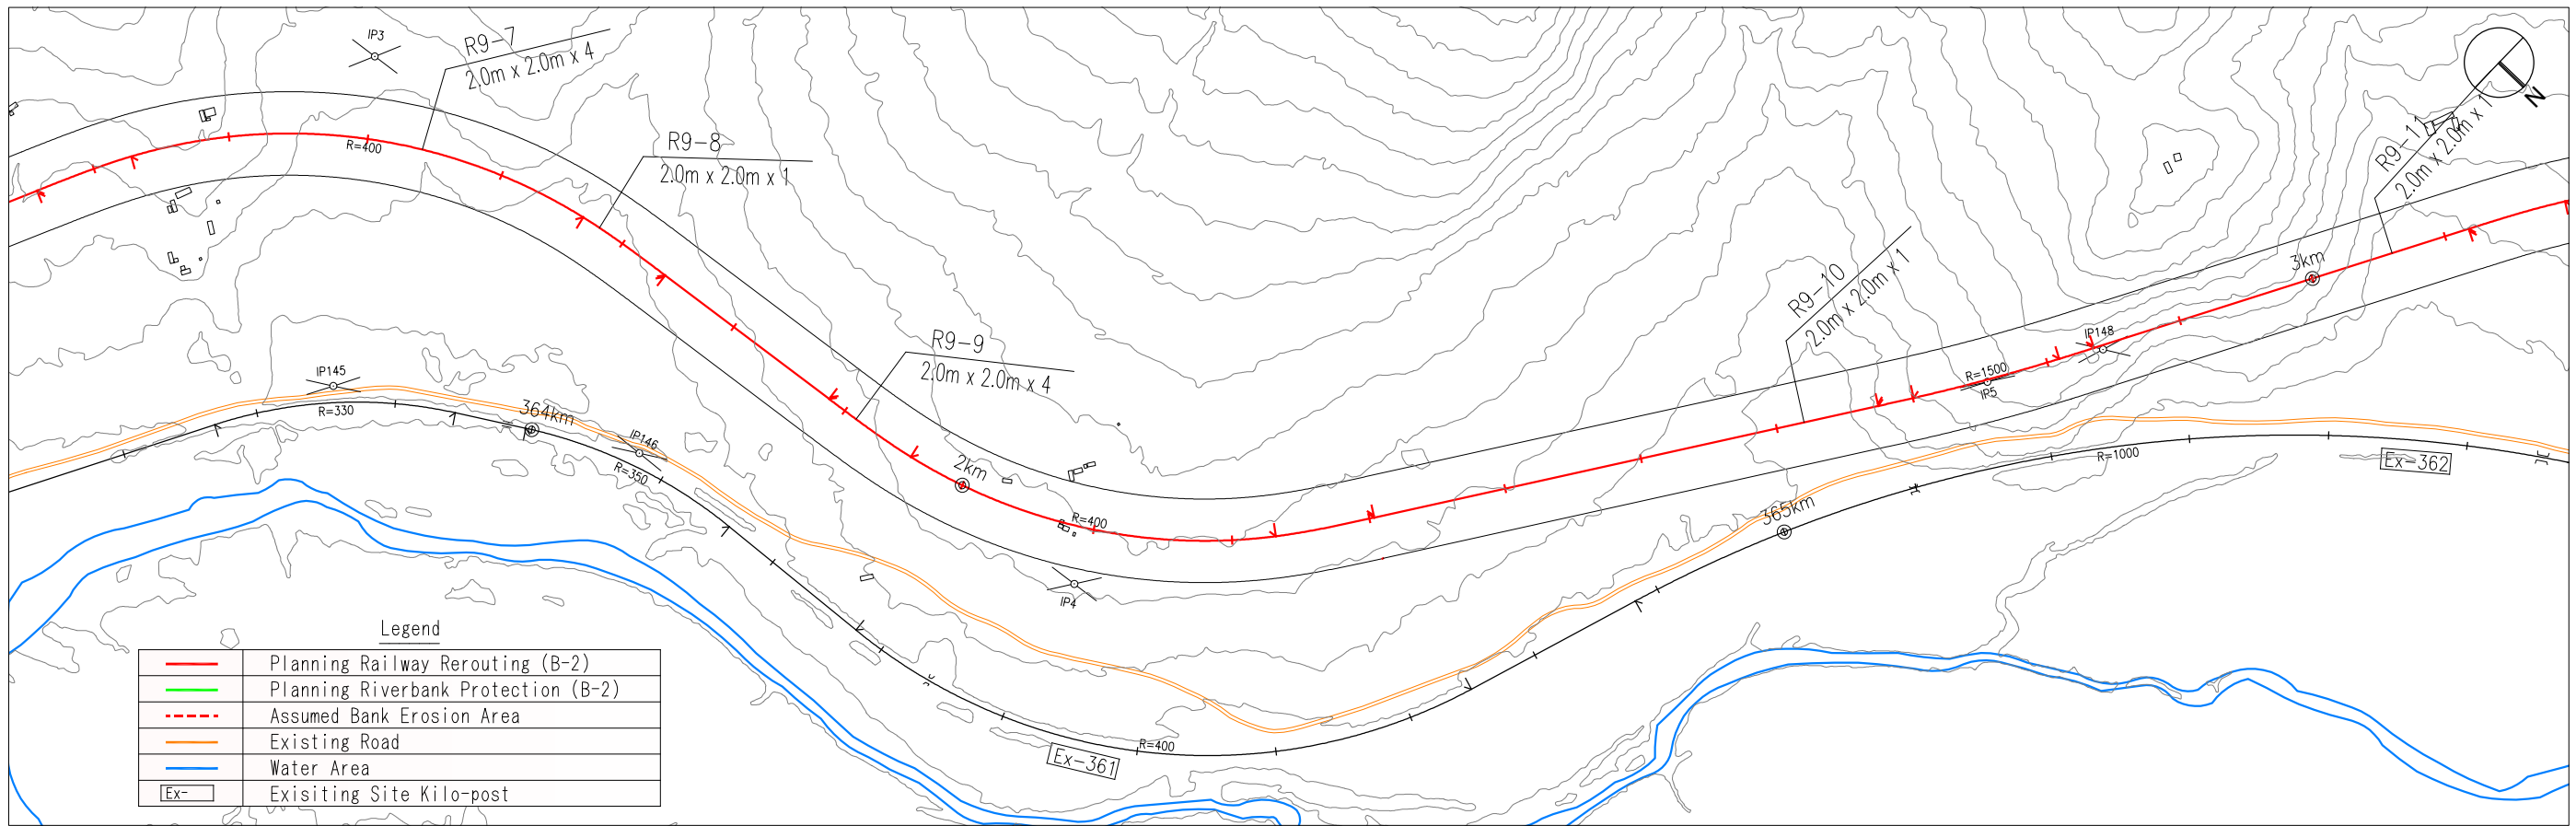 IP3
R9-7
2.0m x 2.0m x 4
R=400
R9-8
2.0m x 2.0m x 1
N
R9-11
2.0m x 2.0m x 1
3km
R9-10
2.0m x 2.0m x 1
IP148
R=1500
IP5
R9-9
2.0m x 2.0m x 4
IP145
R=330
364km
IP146
R=350
2km
R=400
IP4
365km
R=1000
Ex-362
R=400
Ex-361
Legend
Planning Railway Rerouting (B-2)
Planning Riverbank Protection (B-2)
Assumed Bank Erosion Area
Existing Road
Water Area
Ex- Exisiting Site Kilo-post